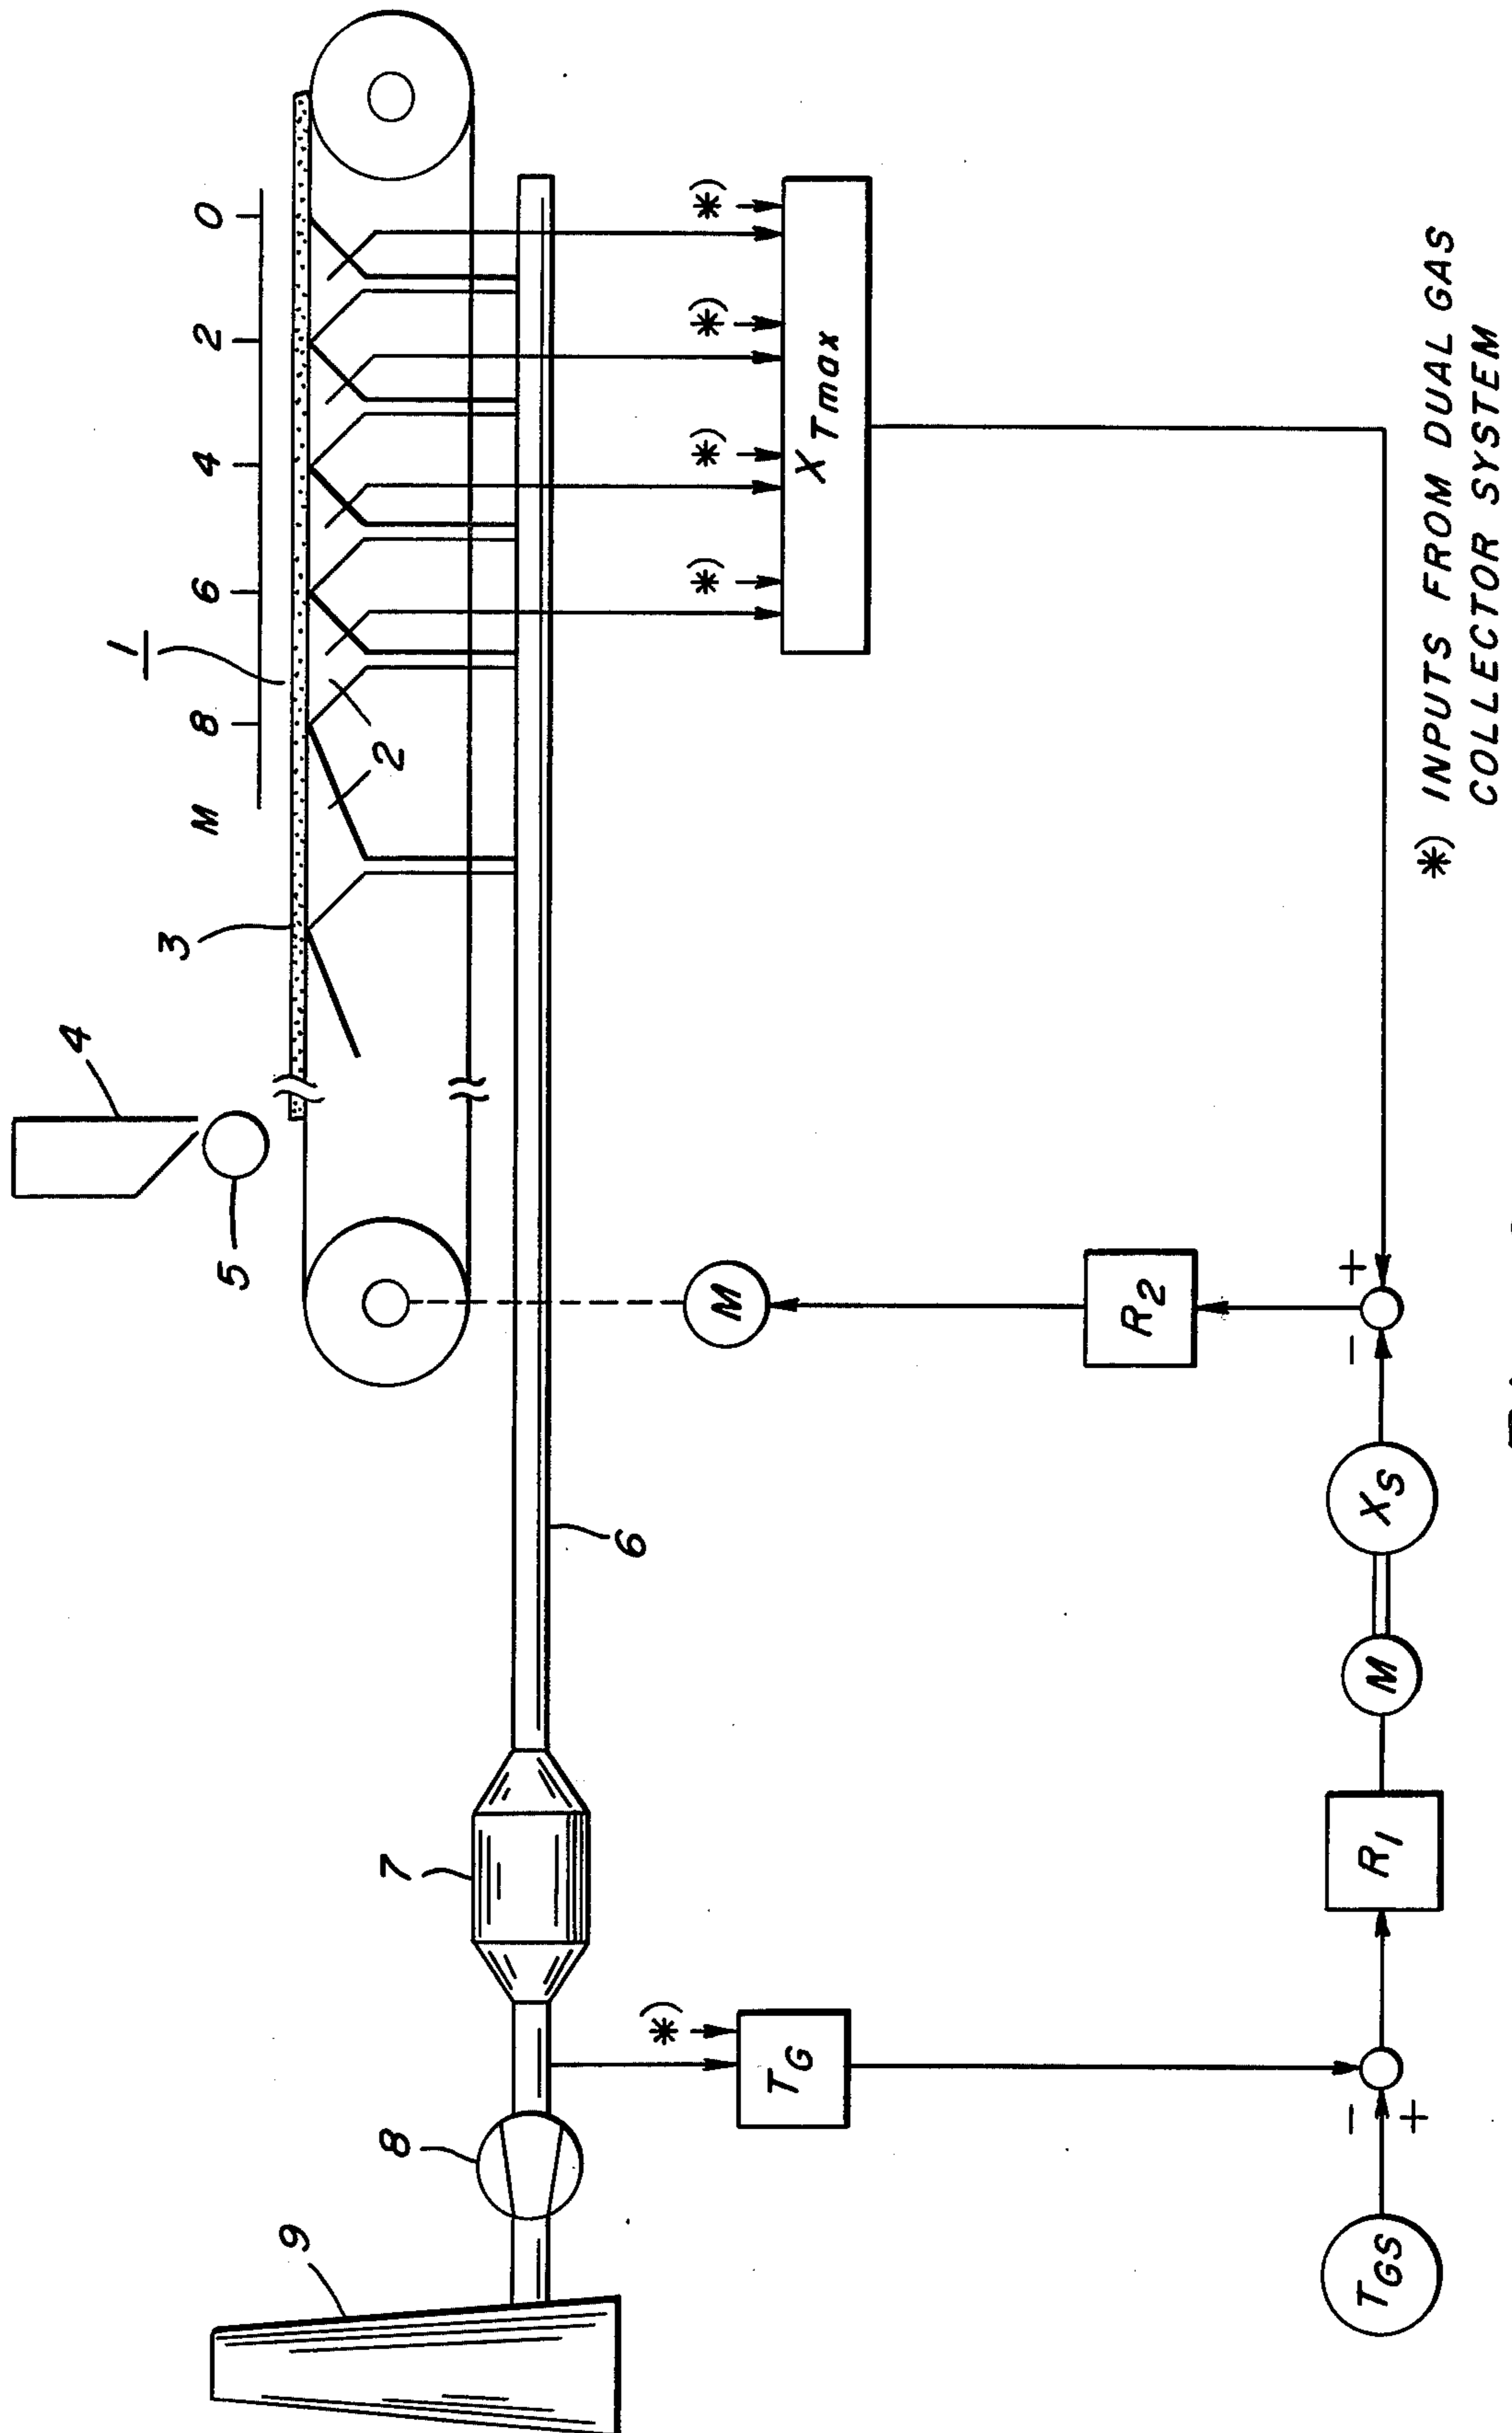 4
5
3
1
M 8 6 4 2 0
2
9
8
7
6
*)
*) *) *) *)
T_G
M
X_Tmax
R_2
T_GS
-
+
R_1
M
X_S
-
+
*) INPUTS FROM DUAL GAS
COLLECTOR SYSTEM